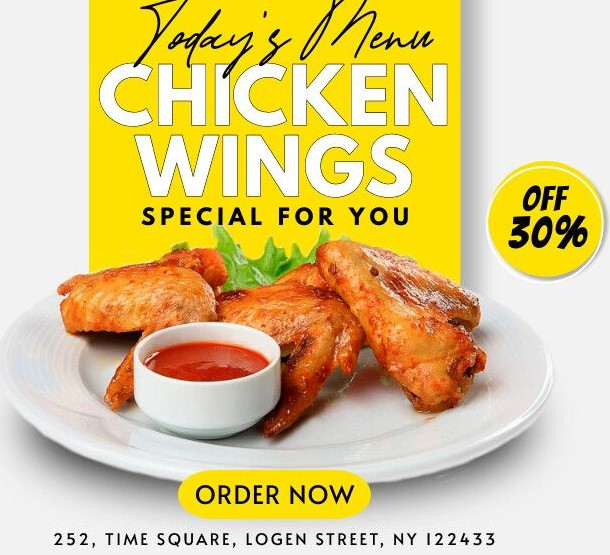 Today's Menu
CHICKEN
WINGS
SPECIAL FOR YOU
OFF
30%
ORDER NOW
252, TIME SQUARE, LOGEN STREET, NY 122433